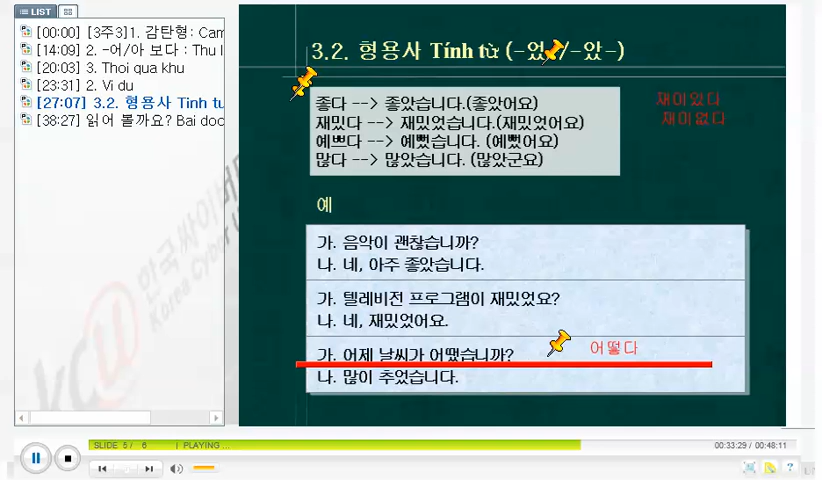 LIST
[00:00] [3주3]1. 감탄형: Cam
[14:09] 2. -어/아 보다 : Thu l
[20:03] 3. Thoi qua khu
[23:31] 2. Vi du
[27:07] 3.2. 형용사 Tinh tu
[38:27] 읽어 볼까요? Bai doc
한국싸이버
Korea Cyber U
3.2. 형용사 Tính từ (-었-/-았-)
좋다 --> 좋았습니다.(좋았어요)
재밌다 --> 재밌었습니다.(재밌었어요)
예쁘다 --> 예뻤습니다. (예뻤어요)
많다 --> 많았습니다. (많았군요)
재미있다
재미없다
예
가. 음악이 괜찮습니까?
나. 네, 아주 좋았습니다.
가. 텔레비전 프로그램이 재밌었요?
나. 네, 재밌었어요.
가. 어제 날씨가 어땠습니까?
어떻다
나. 많이 추었습니다.
SLIDE 5 / 6 | PLAYING ...
00:33:29 / 00:48:11